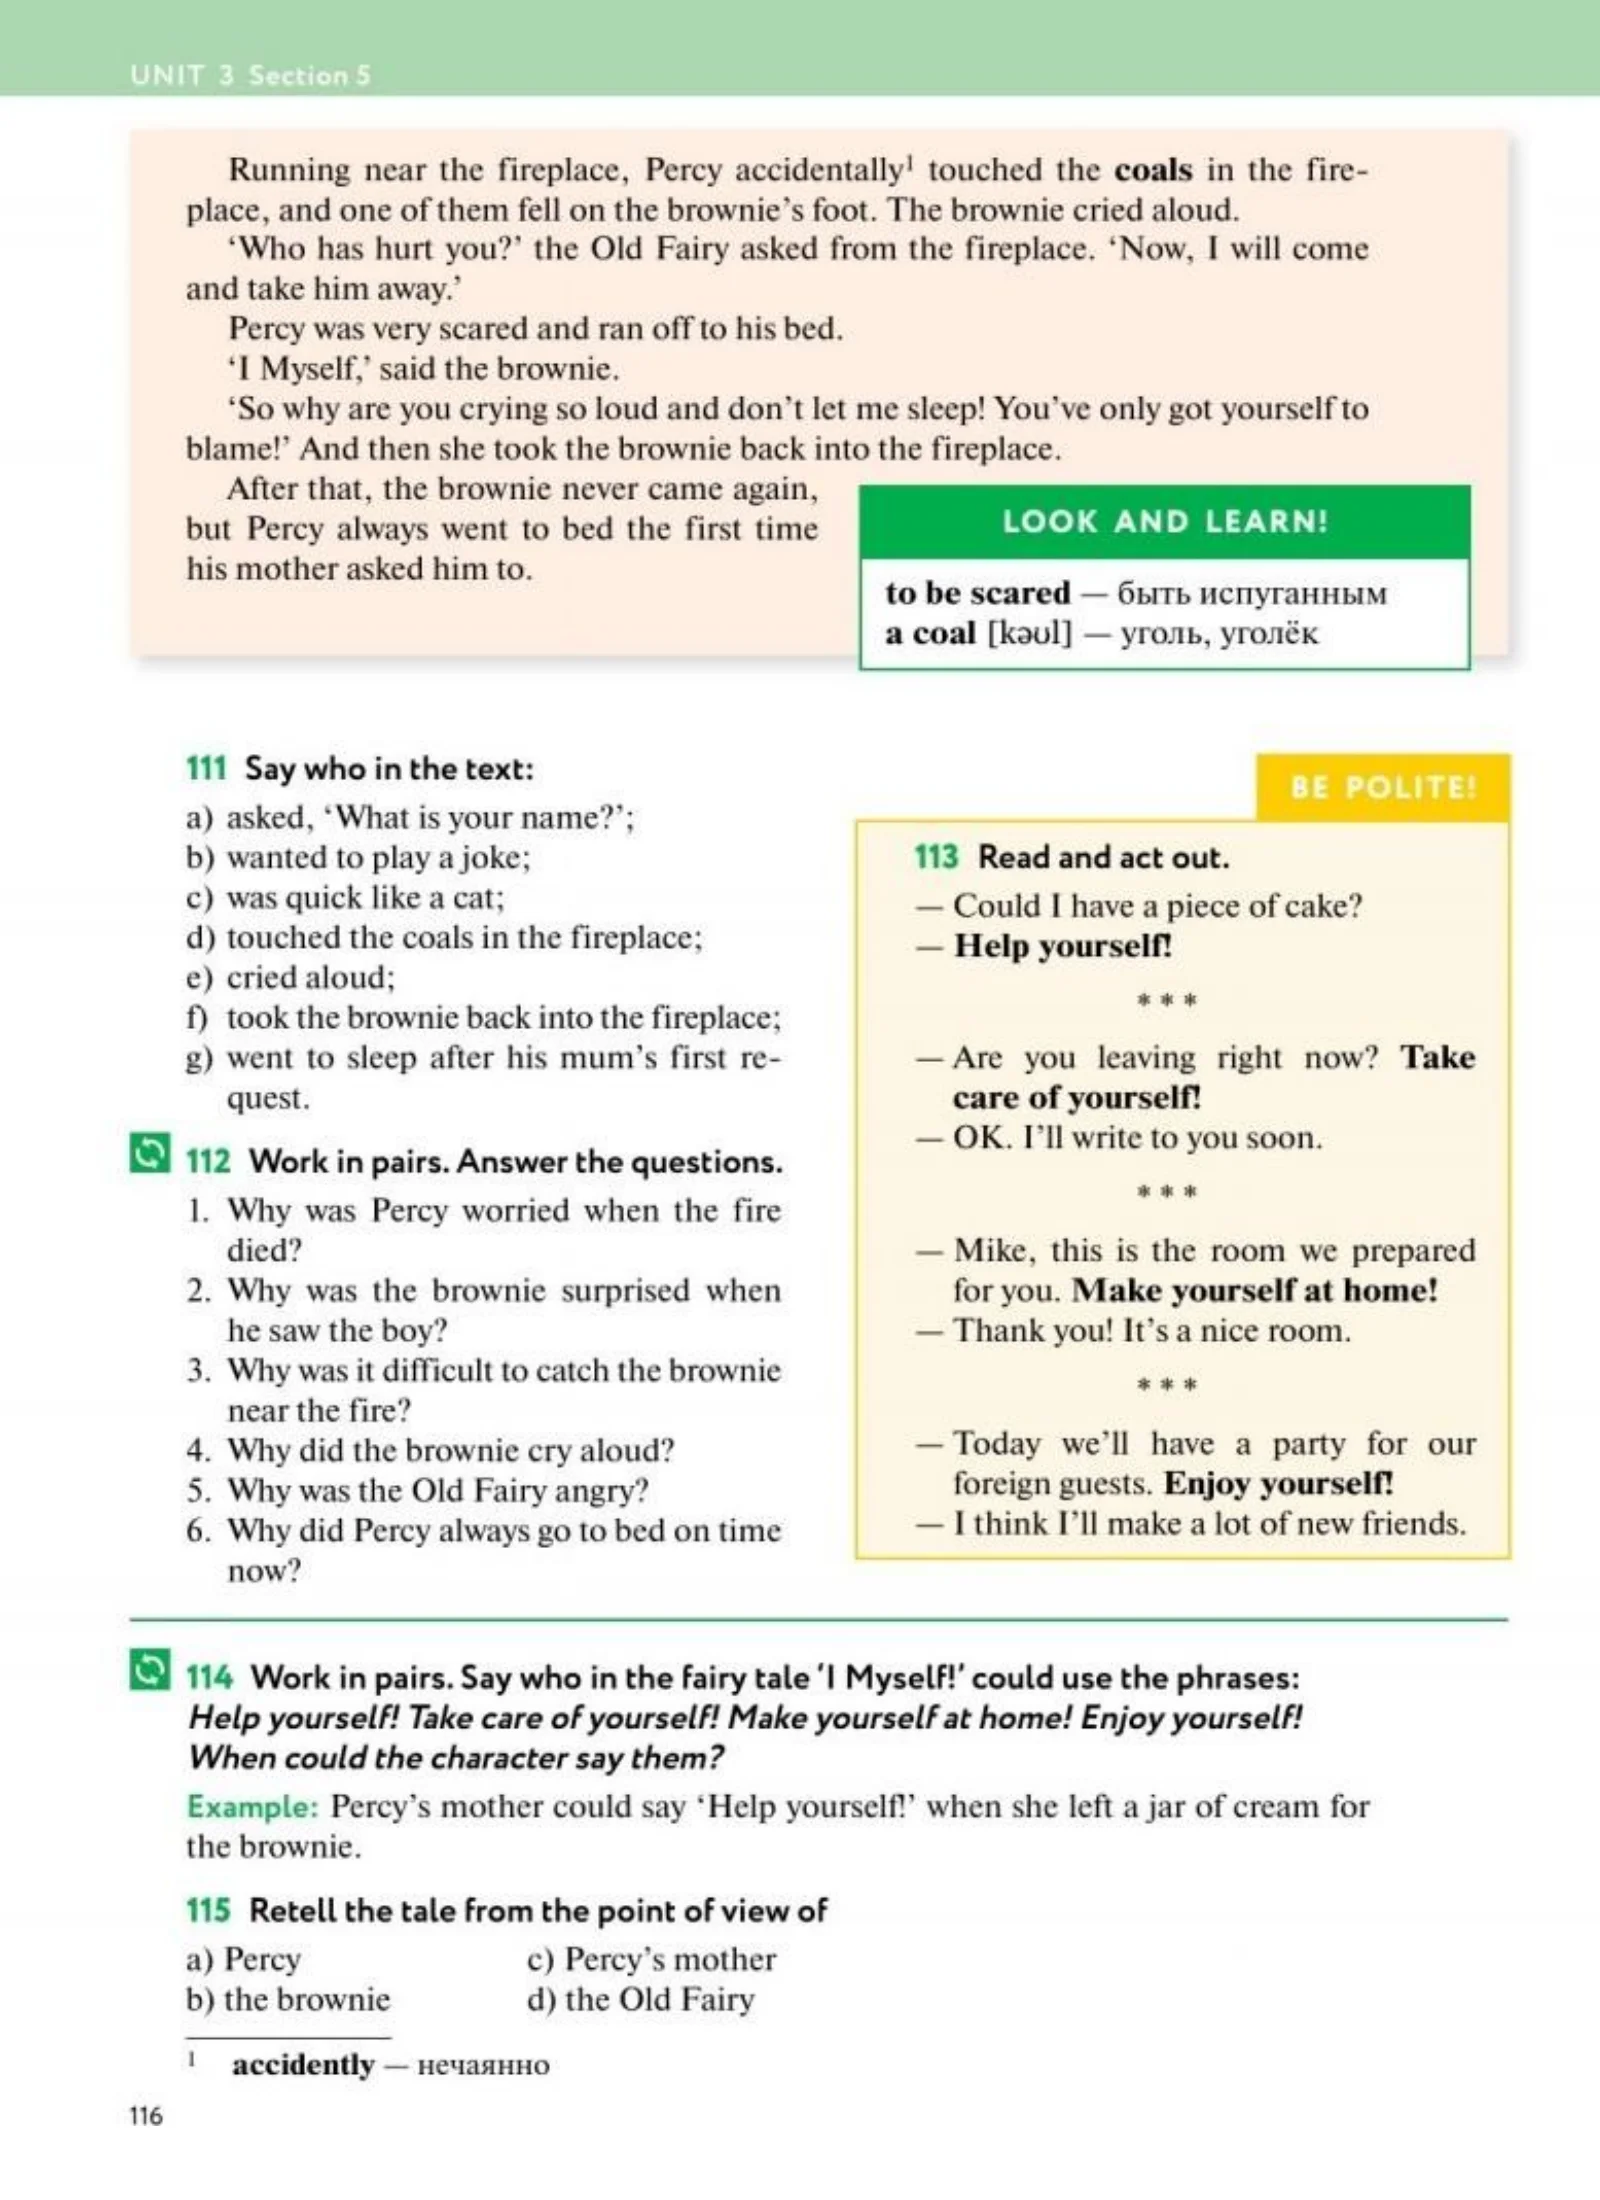 UNIT 3 Section 5
Running near the fireplace, Percy accidentally¹ touched the coals in the fire-
place, and one of them fell on the brownie's foot. The brownie cried aloud.
‘Who has hurt you?’ the Old Fairy asked from the fireplace. ‘Now, I will come
and take him away.’
Percy was very scared and ran off to his bed.
‘I Myself,’ said the brownie.
‘So why are you crying so loud and don’t let me sleep! You’ve only got yourself to
blame!’ And then she took the brownie back into the fireplace.
After that, the brownie never came again,
but Percy always went to bed the first time
his mother asked him to.
LOOK AND LEARN!
to be scared — быть испуганным
a coal [kəʊl] — уголь, уголёк
111 Say who in the text:
a) asked, ‘What is your name?’;
b) wanted to play a joke;
c) was quick like a cat;
d) touched the coals in the fireplace;
e) cried aloud;
f) took the brownie back into the fireplace;
g) went to sleep after his mum’s first re-
quest.
112 Work in pairs. Answer the questions.
1. Why was Percy worried when the fire
died?
2. Why was the brownie surprised when
he saw the boy?
3. Why was it difficult to catch the brownie
near the fire?
4. Why did the brownie cry aloud?
5. Why was the Old Fairy angry?
6. Why did Percy always go to bed on time
now?
BE POLITE!
113 Read and act out.
— Could I have a piece of cake?
— Help yourself!
* * *
— Are you leaving right now? Take
care of yourself!
— OK. I’ll write to you soon.
* * *
— Mike, this is the room we prepared
for you. Make yourself at home!
— Thank you! It’s a nice room.
* * *
— Today we’ll have a party for our
foreign guests. Enjoy yourself!
— I think I’ll make a lot of new friends.
114 Work in pairs. Say who in the fairy tale ‘I Myself!’ could use the phrases:
Help yourself! Take care of yourself! Make yourself at home! Enjoy yourself!
When could the character say them?
Example: Percy’s mother could say ‘Help yourself!’ when she left a jar of cream for
the brownie.
115 Retell the tale from the point of view of
a) Percy c) Percy’s mother
b) the brownie d) the Old Fairy
1 accidently — нечаянно
116